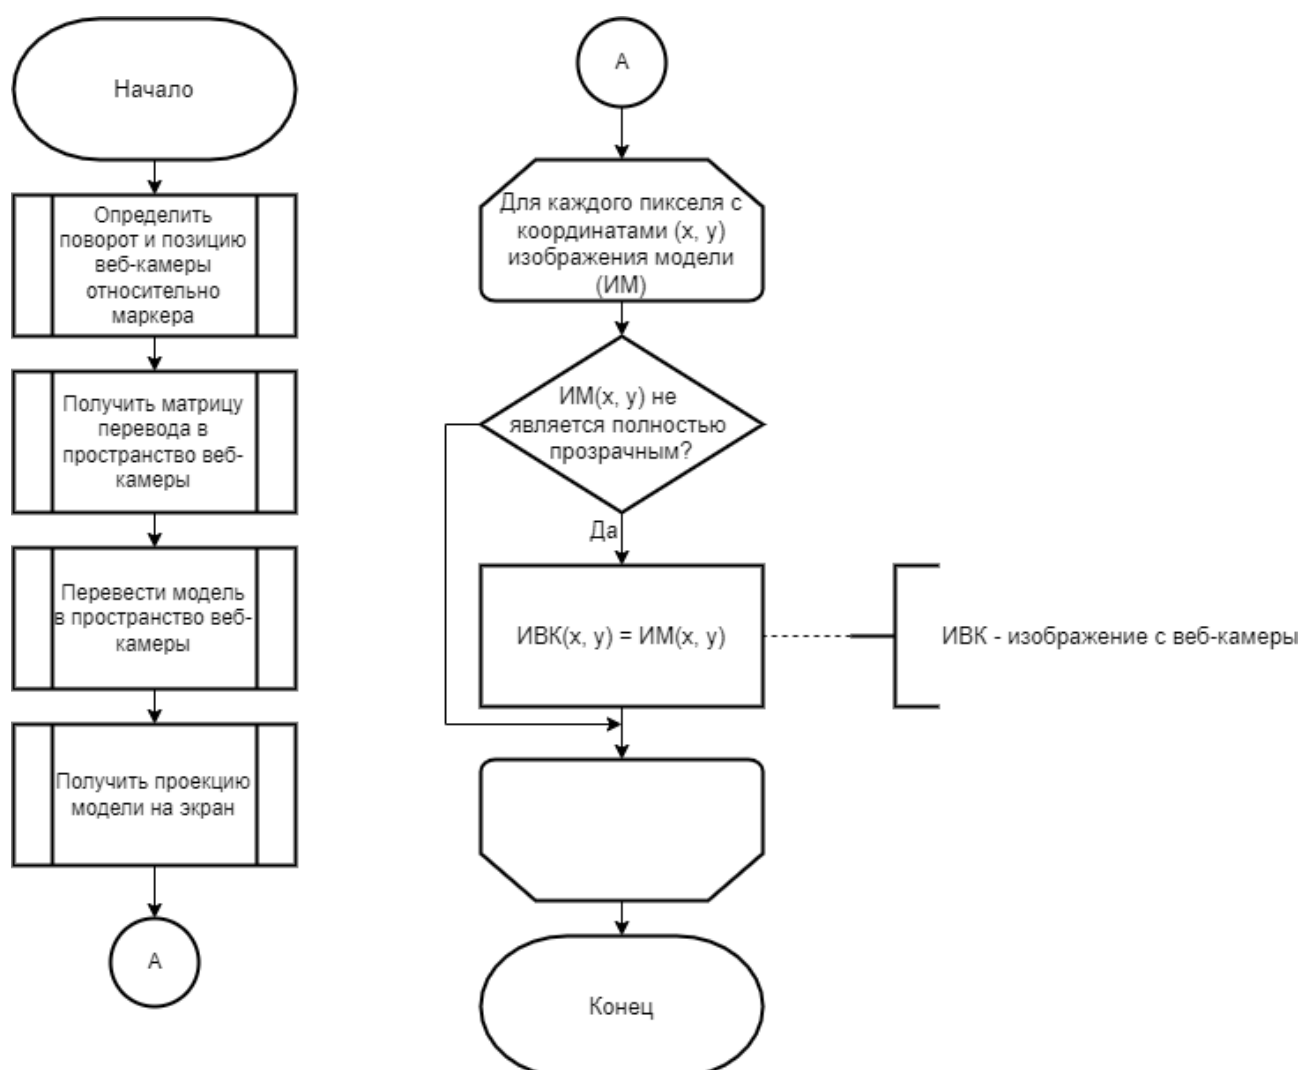 Начало
Определить
поворот и позицию
веб-камеры
относительно
маркера
Получить матрицу
перевода в
пространство веб-
камеры
Перевести модель
в пространство веб-
камеры
Получить проекцию
модели на экран
А
А
Для каждого пикселя с
координатами (x, y)
изображения модели
(ИМ)
ИМ(x, y) не
является полностью
прозрачным?
Да
ИВК(x, y) = ИМ(x, y)
ИВК - изображение с веб-камеры
Конец